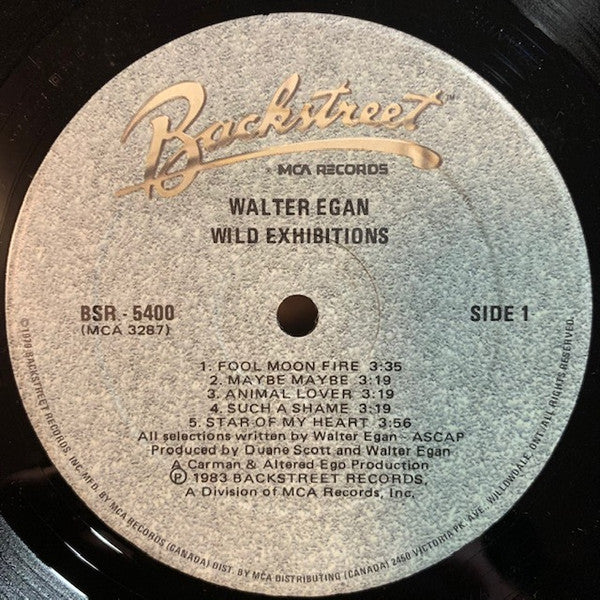 Backstreet™
MCA RECORDS
WALTER EGAN
WILD EXHIBITIONS
BSR - 5400
(MCA 3287)
SIDE 1
1. FOOL MOON FIRE 3:35
2. MAYBE MAYBE 3:19
3. ANIMAL LOVER 3:19
4. SUCH A SHAME 3:19
5. STAR OF MY HEART 3:56
All selections written by Walter Egan - ASCAP
Produced by Duane Scott and Walter Egan
A Carman & Altered Ego Production
℗ 1983 BACKSTREET RECORDS,
A Division of MCA Records, Inc.
©1979 BACKSTREET RECORDS, INC. MFD. BY MCA RECORDS (CANADA) DIST. BY MCA DISTRIBUTING (CANADA) 2450 VICTORIA PK. AVE. WILLOWDALE, ONT. ALL RIGHTS RESERVED.